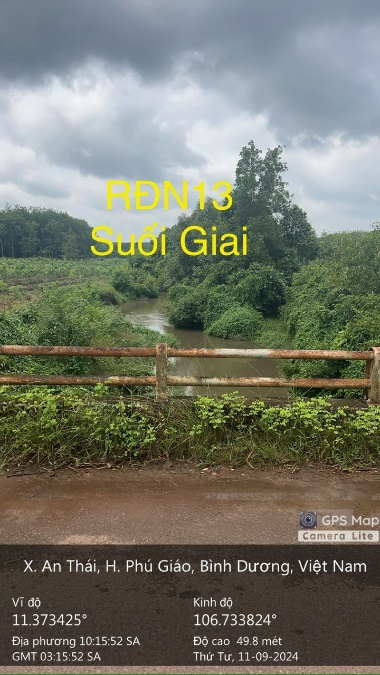 RĐN13
Suối Giai
GPS Map
Camera Lite
X. An Thái, H. Phú Giáo, Bình Dương, Việt Nam
Vĩ độ
11.373425°
Kinh độ
106.733824°
Địa phương 10:15:52 SA
GMT 03:15:52 SA
Độ cao 49.8 mét
Thứ Tư, 11-09-2024